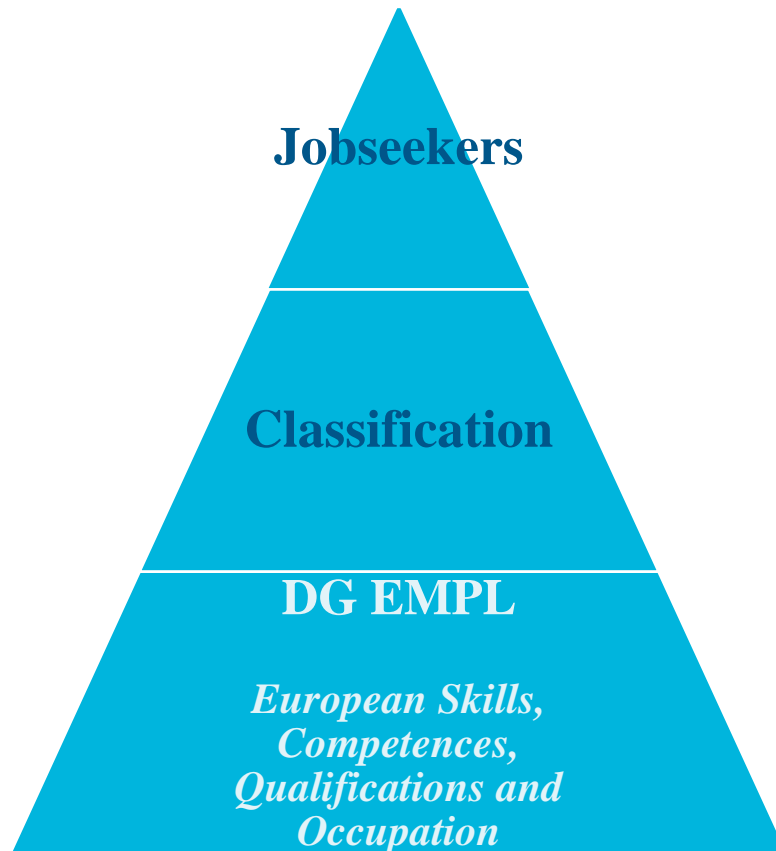 Jobseekers
Classification
DG EMPL
European Skills,
Competences,
Qualifications and
Occupation